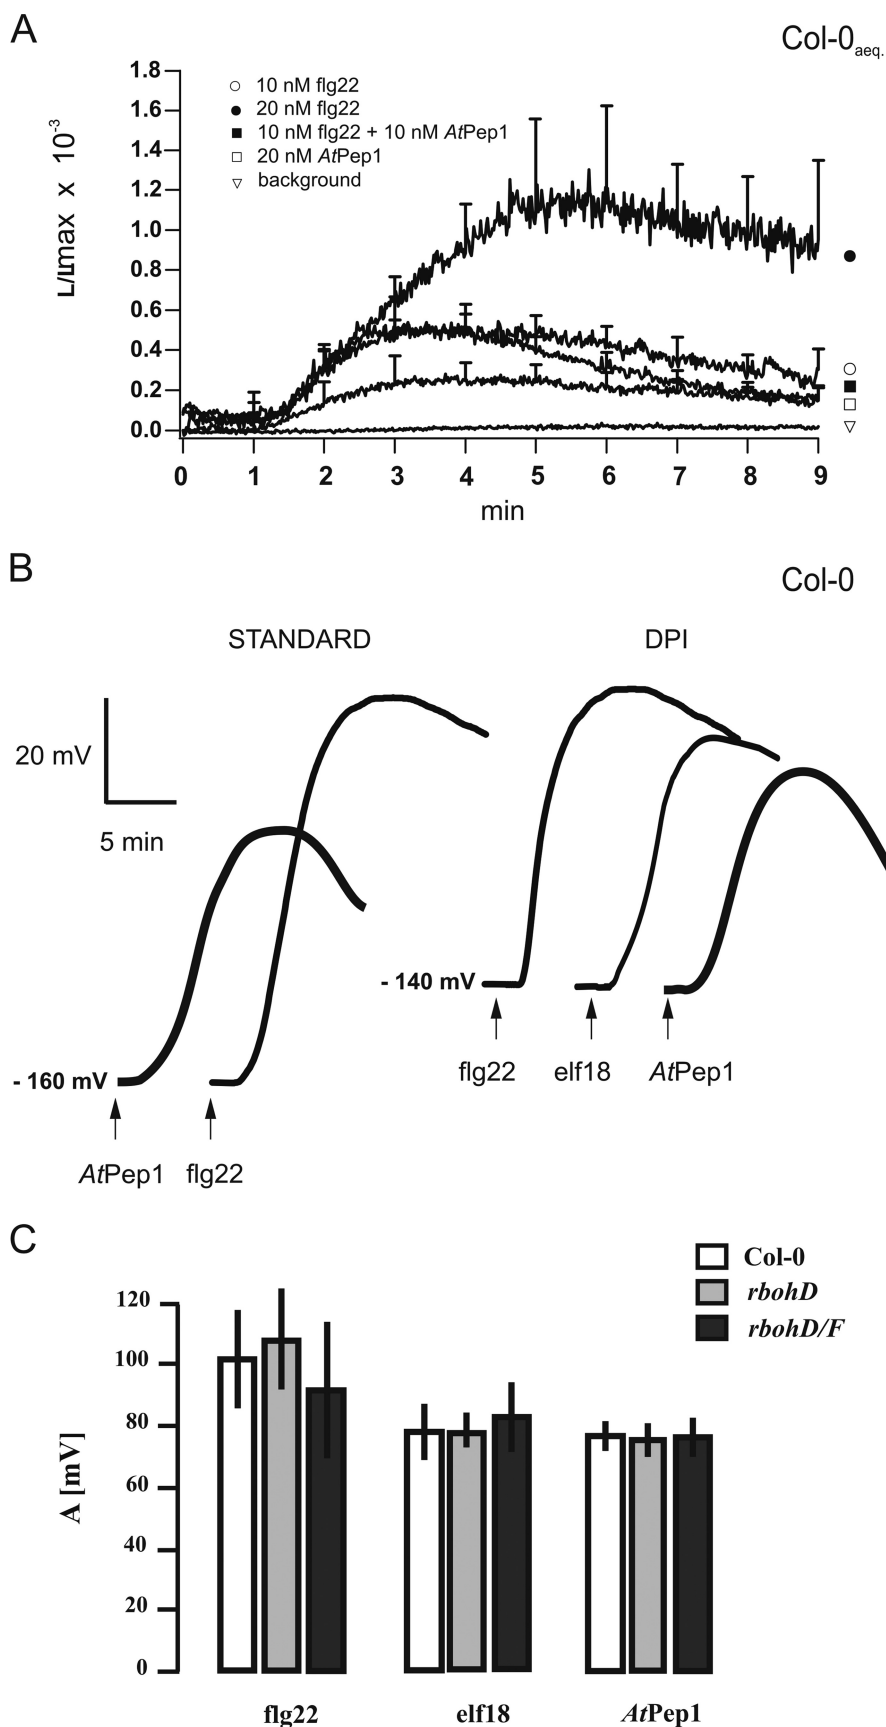 A
Col-0aeq.
1.8
1.6
1.4
1.2
1.0
0.8
0.6
0.4
0.2
0.0
L/Lmax x 10-3
10 nM flg22
20 nM flg22
10 nM flg22 + 10 nM AtPep1
20 nM AtPep1
background
0 1 2 3 4 5 6 7 8 9
min
B
Col-0
STANDARD DPI
20 mV
5 min
- 140 mV
flg22 elf18 AtPep1
- 160 mV
AtPep1 flg22
C
Col-0
rbohD
rbohD/F
120
100
80
60
40
20
0
A [mV]
flg22 elf18 AtPep1